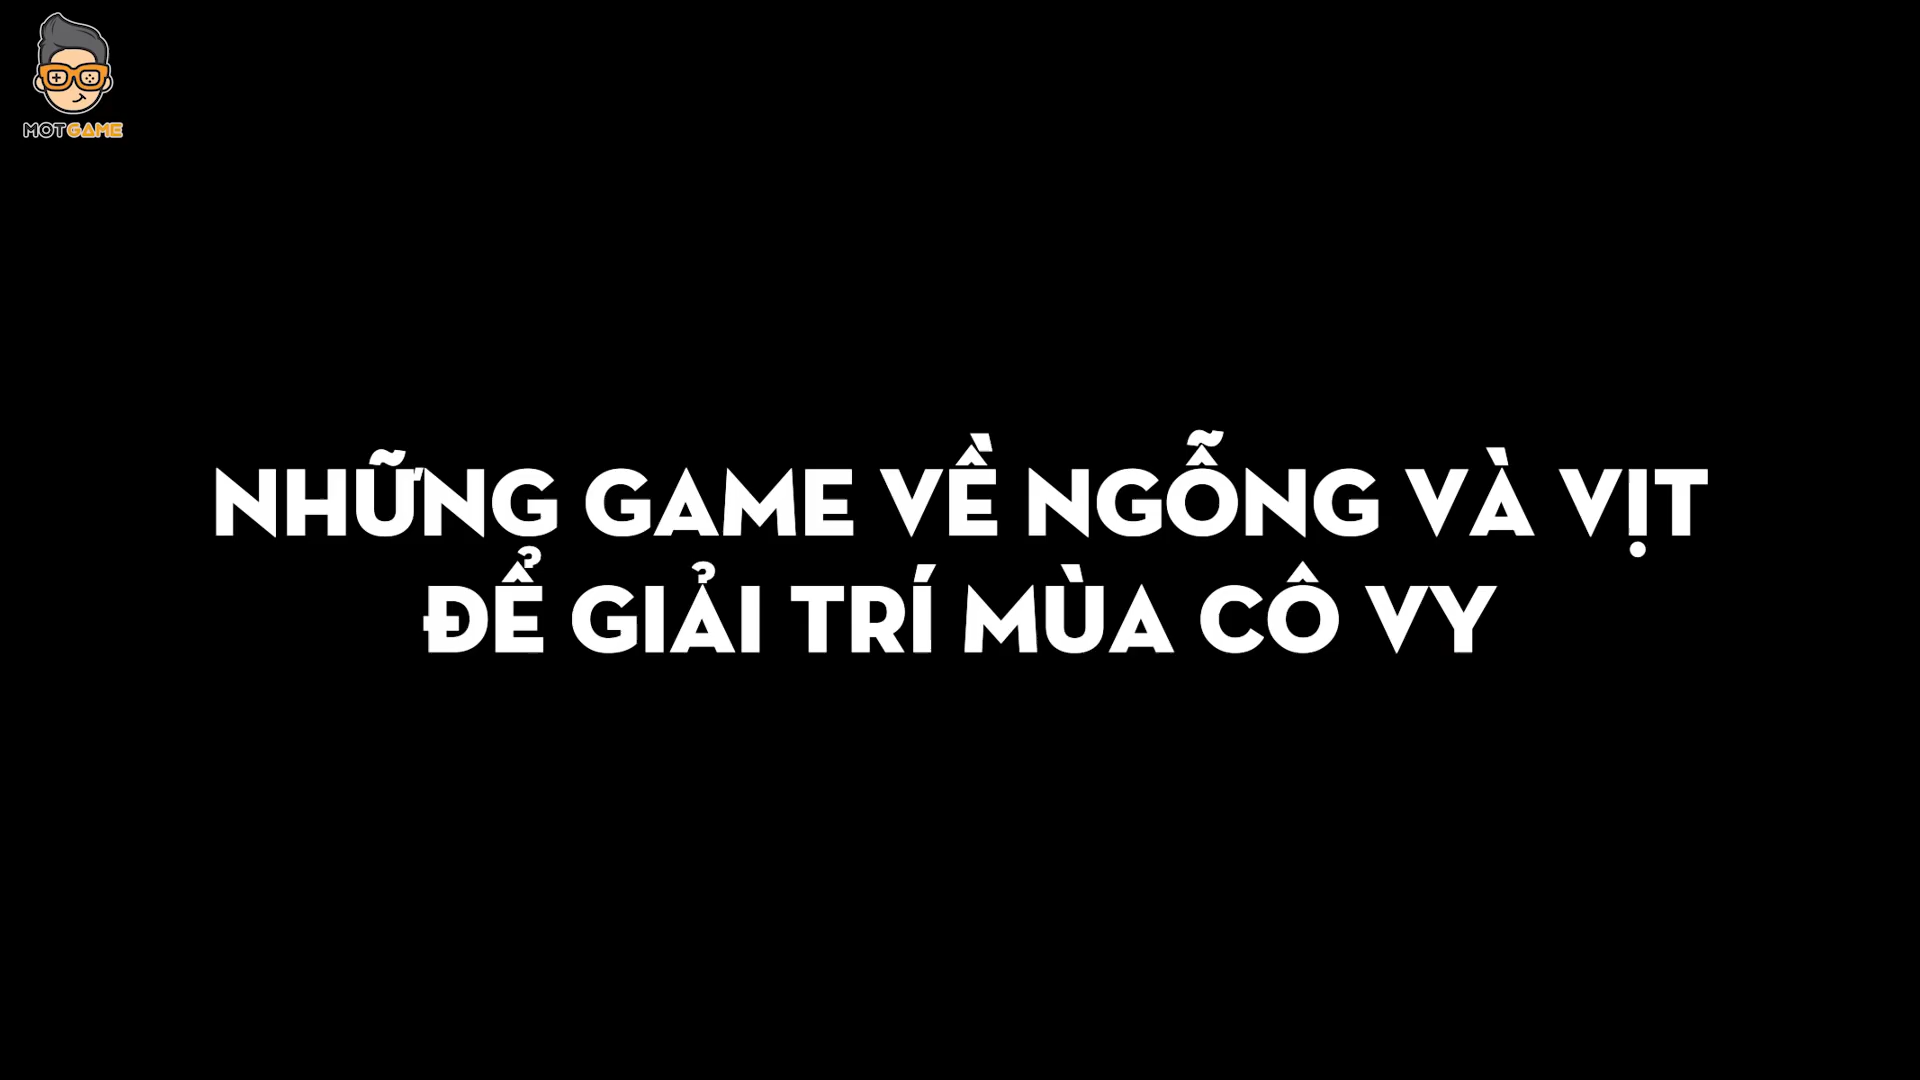 MOTGAME
NHỮNG GAME VỀ NGỖNG VÀ VỊT
ĐỂ GIẢI TRÍ MÙA CÔ VY